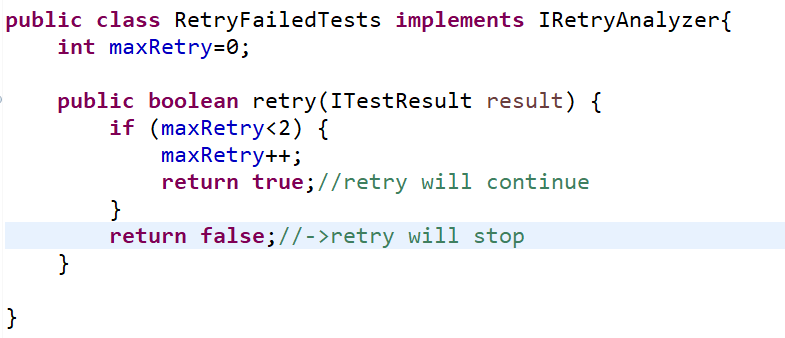 public class RetryFailedTests implements IRetryAnalyzer{
int maxRetry=0;
public boolean retry(ITestResult result) {
if (maxRetry<2) {
maxRetry++;
return true;//retry will continue
}
return false;//->retry will stop
}
}